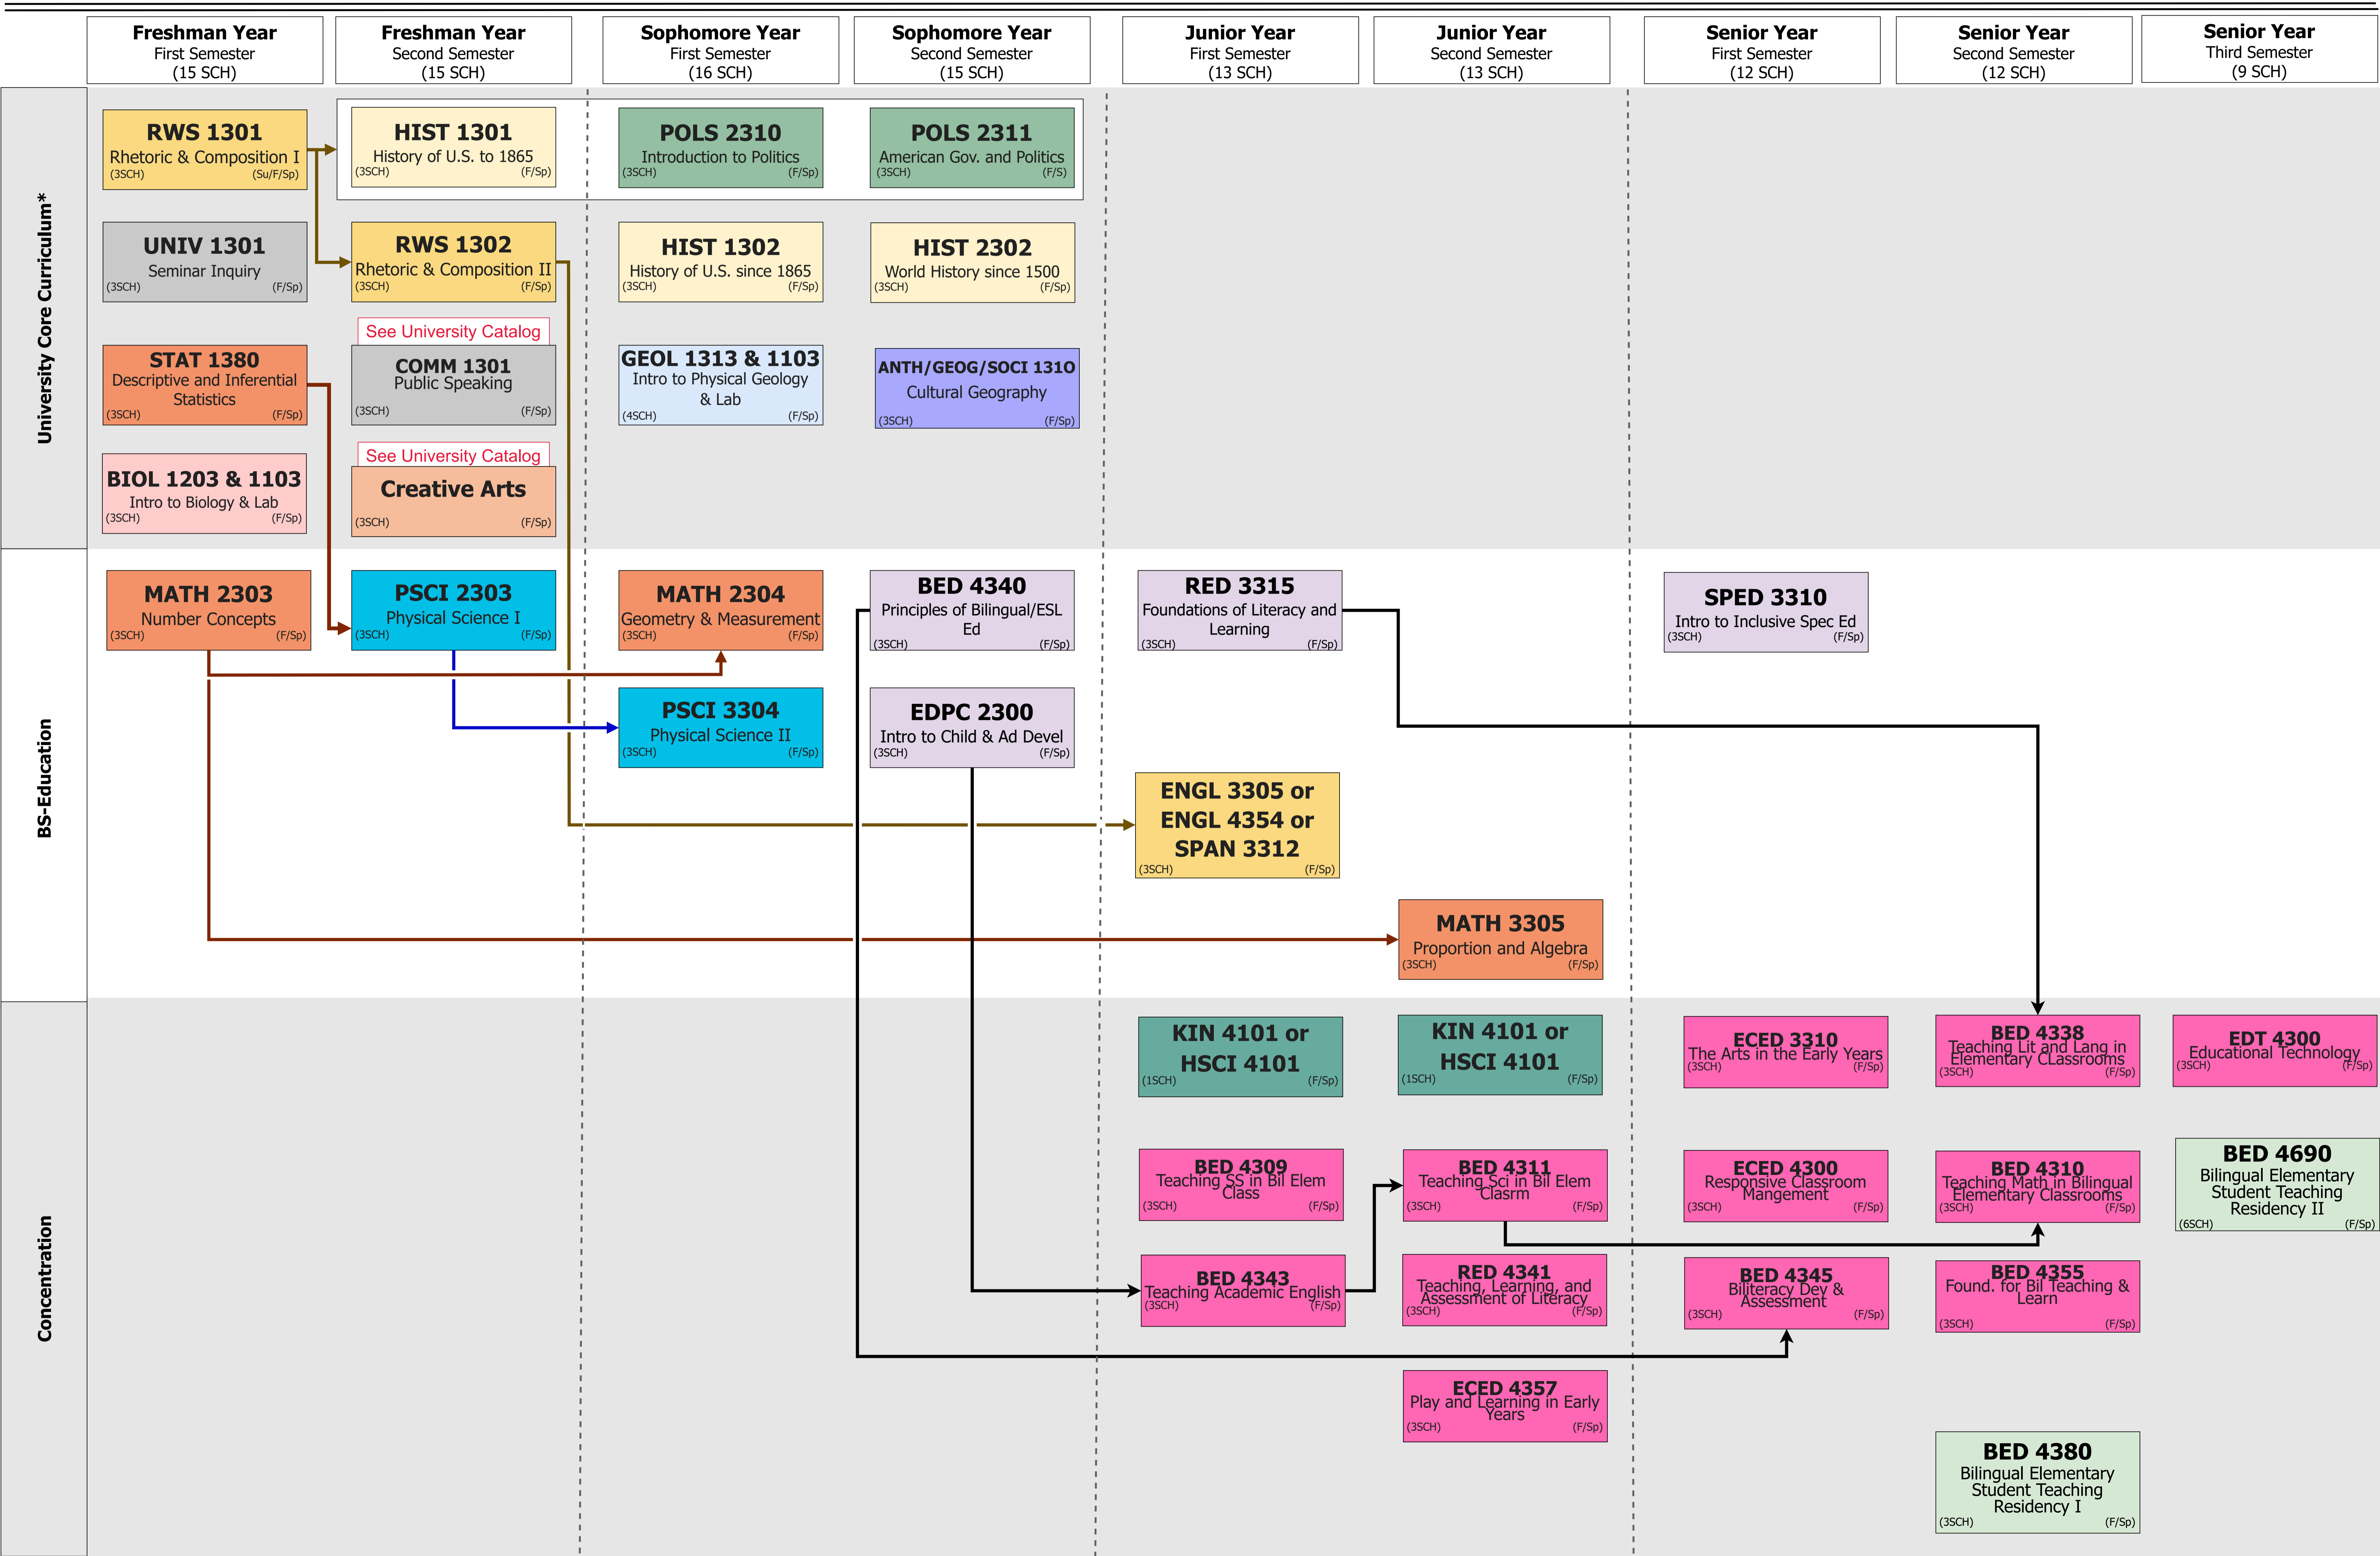 Freshman Year
First Semester
(15 SCH)
Freshman Year
Second Semester
(15 SCH)
Sophomore Year
First Semester
(16 SCH)
Sophomore Year
Second Semester
(15 SCH)
Junior Year
First Semester
(13 SCH)
Junior Year
Second Semester
(13 SCH)
Senior Year
First Semester
(12 SCH)
Senior Year
Second Semester
(12 SCH)
Senior Year
Third Semester
(9 SCH)
University Core Curriculum*
RWS 1301
Rhetoric & Composition I
(3SCH) (Su/F/Sp)
HIST 1301
History of U.S. to 1865
(3SCH) (F/Sp)
POLS 2310
Introduction to Politics
(3SCH) (F/Sp)
POLS 2311
American Gov. and Politics
(3SCH) (F/S)
UNIV 1301
Seminar Inquiry
(3SCH) (F/Sp)
RWS 1302
Rhetoric & Composition II
(3SCH) (F/Sp)
HIST 1302
History of U.S. since 1865
(3SCH) (F/Sp)
HIST 2302
World History since 1500
(3SCH) (F/Sp)
STAT 1380
Descriptive and Inferential
Statistics
(3SCH) (F/Sp)
See University Catalog
COMM 1301
Public Speaking
(3SCH) (F/Sp)
GEOL 1313 & 1103
Intro to Physical Geology
& Lab
(4SCH) (F/Sp)
ANTH/GEOG/SOCI 131O
Cultural Geography
(3SCH) (F/Sp)
BIOL 1203 & 1103
Intro to Biology & Lab
(3SCH) (F/Sp)
See University Catalog
Creative Arts
(3SCH) (F/Sp)
BS-Education
MATH 2303
Number Concepts
(3SCH) (F/Sp)
PSCI 2303
Physical Science I
(3SCH) (F/Sp)
MATH 2304
Geometry & Measurement
(3SCH) (F/Sp)
BED 4340
Principles of Bilingual/ESL
Ed
(3SCH) (F/Sp)
RED 3315
Foundations of Literacy and
Learning
(3SCH) (F/Sp)
SPED 3310
Intro to Inclusive Spec Ed
(3SCH) (F/Sp)
PSCI 3304
Physical Science II
(3SCH) (F/Sp)
EDPC 2300
Intro to Child & Ad Devel
(3SCH) (F/Sp)
ENGL 3305 or
ENGL 4354 or
SPAN 3312
(3SCH) (F/Sp)
MATH 3305
Proportion and Algebra
(3SCH) (F/Sp)
Concentration
KIN 4101 or
HSCI 4101
(1SCH) (F/Sp)
KIN 4101 or
HSCI 4101
(1SCH) (F/Sp)
ECED 3310
The Arts in the Early Years
(3SCH) (F/Sp)
BED 4338
Teaching Lit and Lang in
Elementary CLassrooms
(3SCH) (F/Sp)
EDT 4300
Educational Technology
(3SCH) (F/Sp)
BED 4309
Teaching SS in Bil Elem
Class
(3SCH) (F/Sp)
BED 4311
Teaching Sci in Bil Elem
Clasrm
(3SCH) (F/Sp)
ECED 4300
Responsive Classroom
Mangement
(3SCH) (F/Sp)
BED 4310
Teaching Math in Bilingual
Elementary Classrooms
(3SCH) (F/Sp)
BED 4690
Bilingual Elementary
Student Teaching
Residency II
(6SCH) (F/Sp)
BED 4343
Teaching Academic English
(3SCH) (F/Sp)
RED 4341
Teaching, Learning, and
Assessment of Literacy
(3SCH) (F/Sp)
BED 4345
Biliteracy Dev &
Assessment
(3SCH) (F/Sp)
BED 4355
Found. for Bil Teaching &
Learn
(3SCH) (F/Sp)
ECED 4357
Play and Learning in Early
Years
(3SCH) (F/Sp)
BED 4380
Bilingual Elementary
Student Teaching
Residency I
(3SCH) (F/Sp)